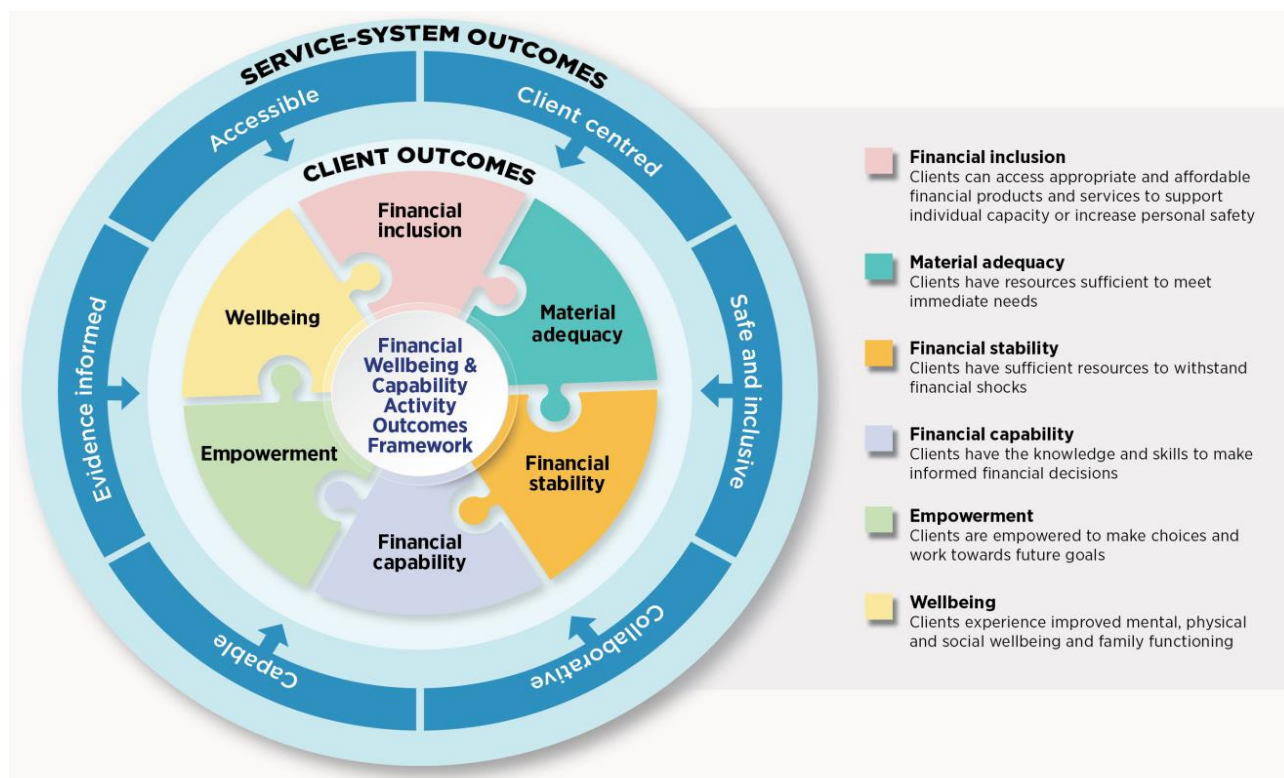 SERVICE-SYSTEM OUTCOMES
Accessible
Client centred
Safe and inclusive
Collaborative
Capable
Evidence informed
CLIENT OUTCOMES
Financial
inclusion
Material
adequacy
Financial
stability
Financial
capability
Empowerment
Wellbeing
Financial
Wellbeing &
Capability
Activity
Outcomes
Framework
Financial inclusion
Clients can access appropriate and affordable
financial products and services to support
individual capacity or increase personal safety
Material adequacy
Clients have resources sufficient to meet
immediate needs
Financial stability
Clients have sufficient resources to withstand
financial shocks
Financial capability
Clients have the knowledge and skills to make
informed financial decisions
Empowerment
Clients are empowered to make choices and
work towards future goals
Wellbeing
Clients experience improved mental, physical
and social wellbeing and family functioning